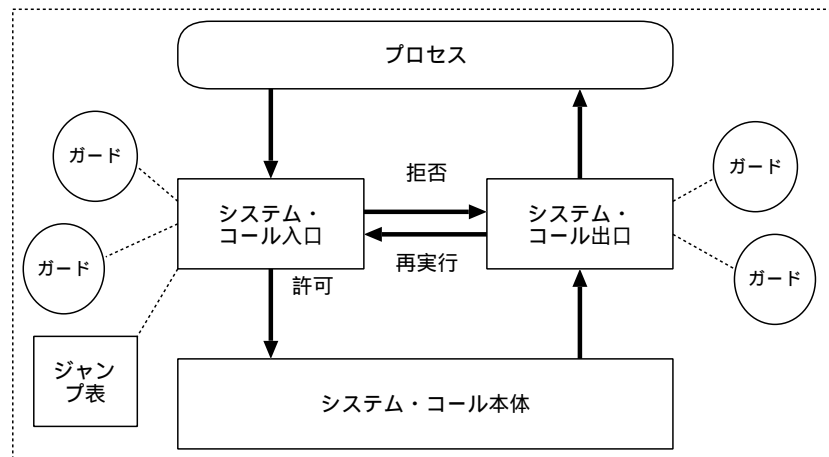 プロセス
ガード
ガード
拒否
システム・
コール入口
システム・
コール出口
ガード
ガード
再実行
許可
ジャン
プ表
システム・コール本体